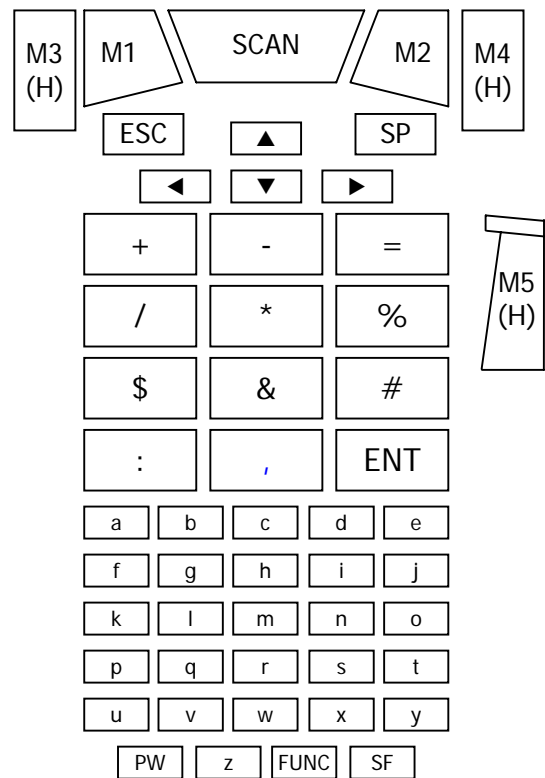 M3 (H) M1 SCAN M2 M4 (H)
ESC ▲ SP
◀ ▼ ▶
+ - =
/ * %
M5 (H)
$ & #
: , ENT
a b c d e
f g h i j
k l m n o
p q r s t
u v w x y
PW z FUNC SF